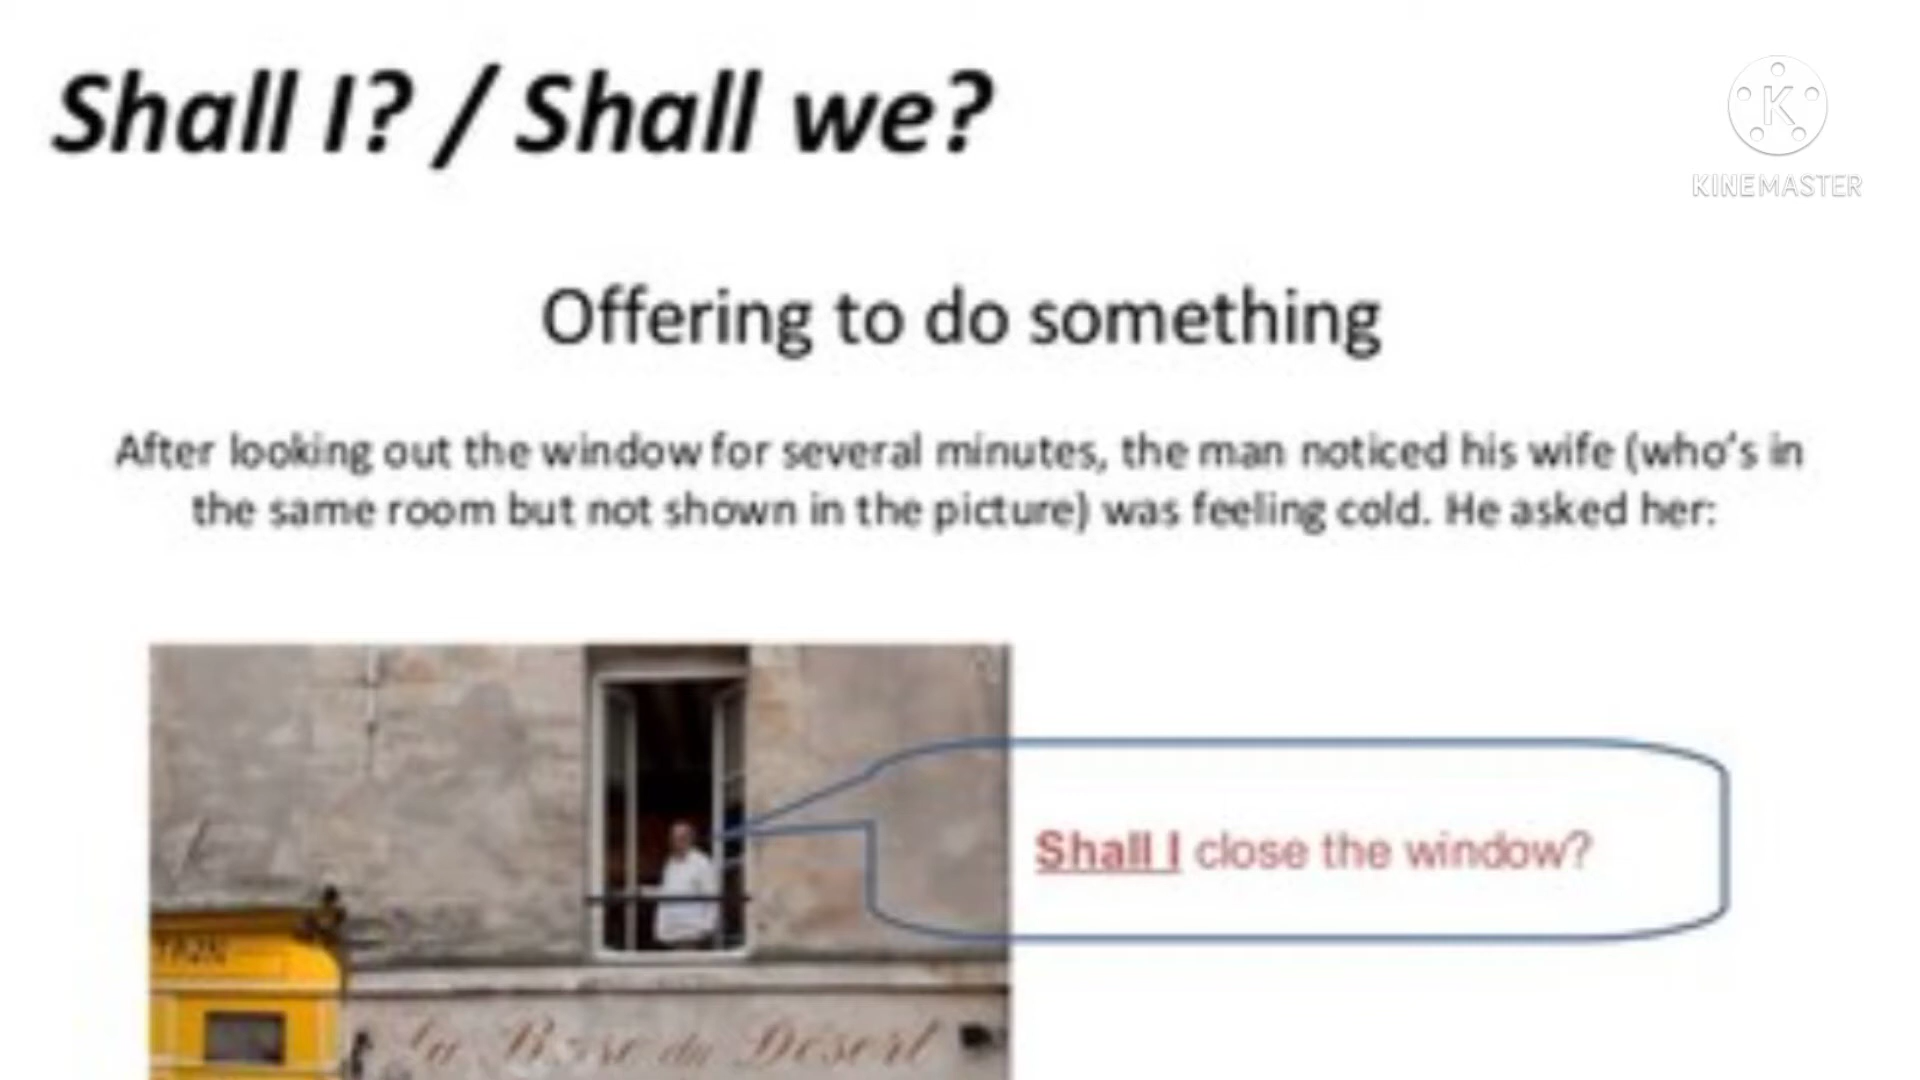 Shall I? / Shall we?
KINEMASTER
Offering to do something
After looking out the window for several minutes, the man noticed his wife (who's in
the same room but not shown in the picture) was feeling cold. He asked her:
Shall I close the window?
du Désert